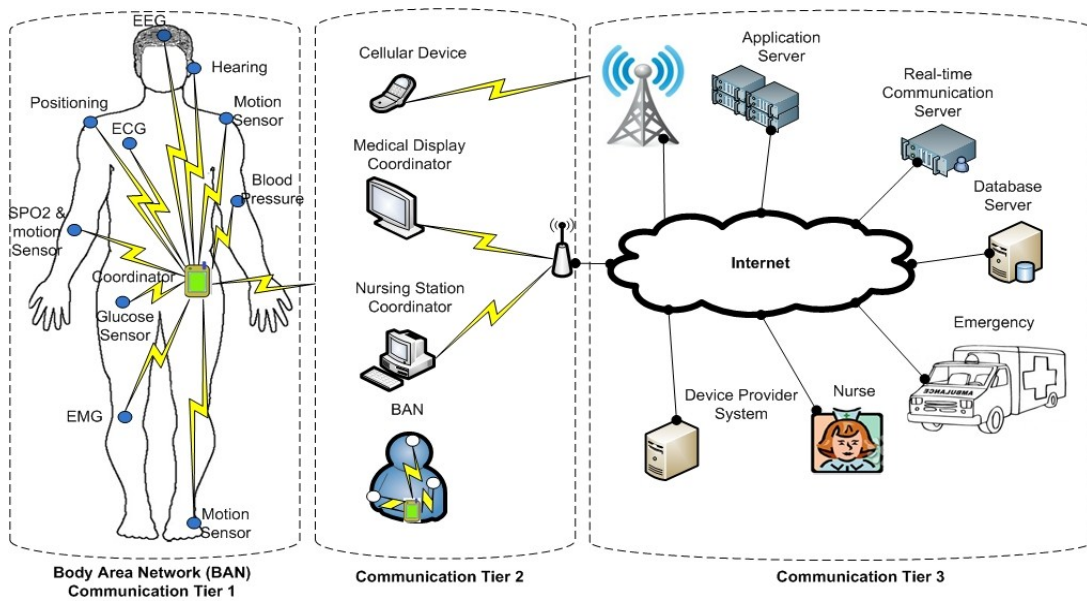 EEG
Hearing
Positioning
Motion
Sensor
ECG
Blood
Pressure
SPO2 &
motion
Sensor
Coordinator
Glucose
Sensor
EMG
Motion
Sensor
Body Area Network (BAN)
Communication Tier 1
Cellular Device
Medical Display
Coordinator
Nursing Station
Coordinator
BAN
Communication Tier 2
Application
Server
Real-time
Communication
Server
Database
Server
Internet
Emergency
AMBULANCE
Device Provider
System
Nurse
Communication Tier 3